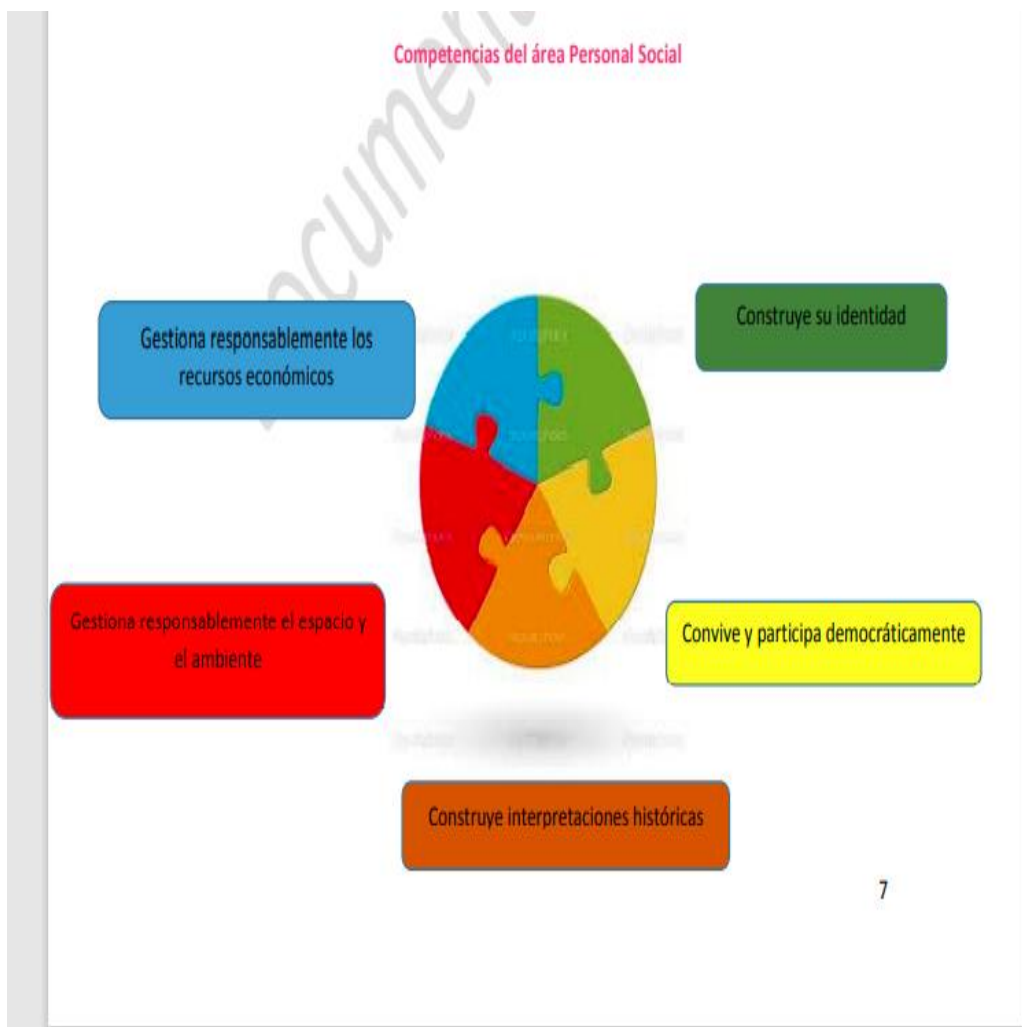 Competencias del área Personal Social
Gestiona responsablemente los
recursos económicos
Construye su identidad
Gestiona responsablemente el espacio y
el ambiente
Convive y participa democráticamente
Construye interpretaciones históricas
7